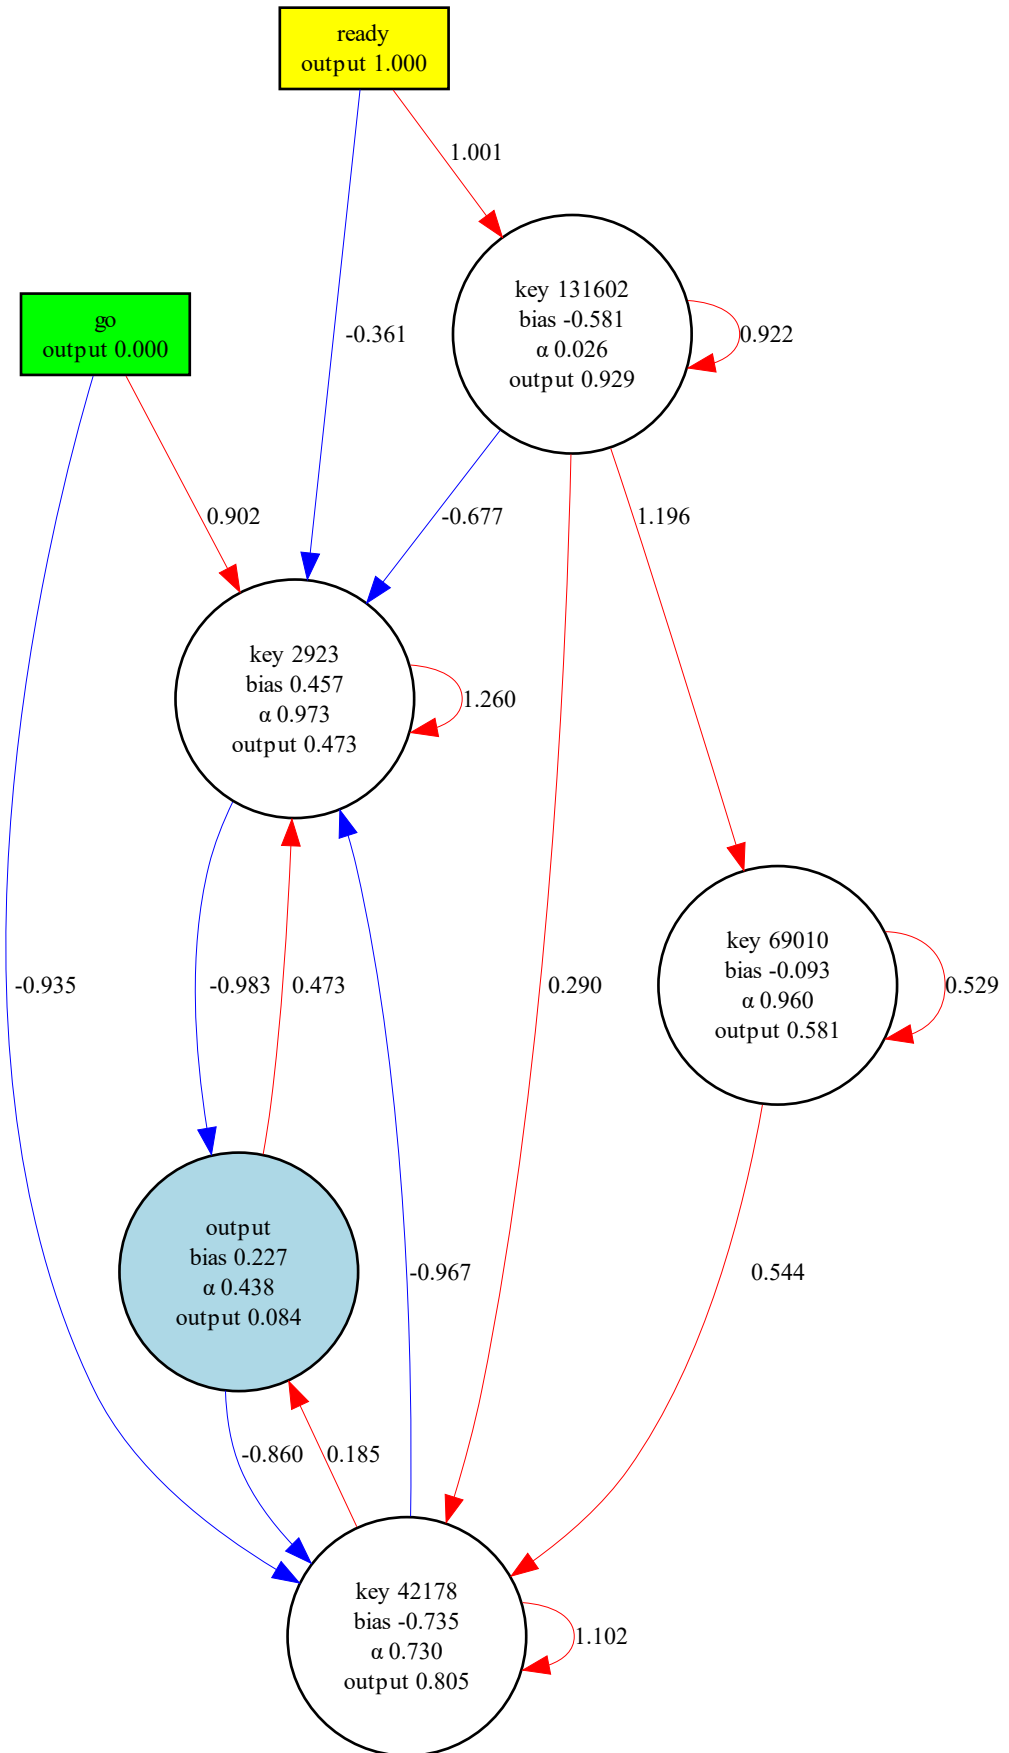 ready
output 1.000
1.001
key 131602
bias -0.581
α 0.026
output 0.929
0.922
-0.361
go
output 0.000
0.902
-0.677
1.196
key 2923
bias 0.457
α 0.973
output 0.473
1.260
key 69010
bias -0.093
α 0.960
output 0.581
0.529
-0.935
-0.983
0.473
0.290
output
bias 0.227
α 0.438
output 0.084
-0.967
0.544
-0.860
0.185
key 42178
bias -0.735
α 0.730
output 0.805
1.102